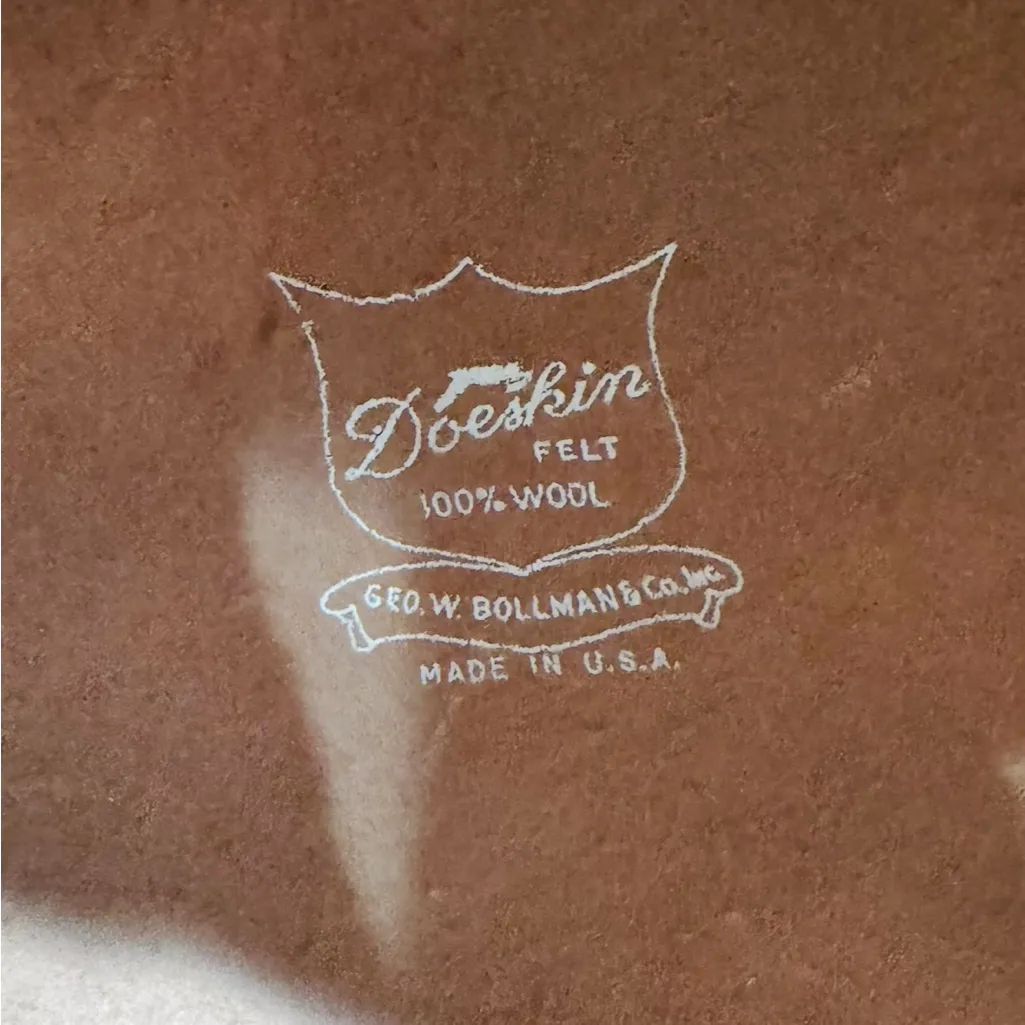 Doeskin
FELT
100% WOOL
GEO. W. BOLLMAN & Co., Inc.
MADE IN U.S.A.